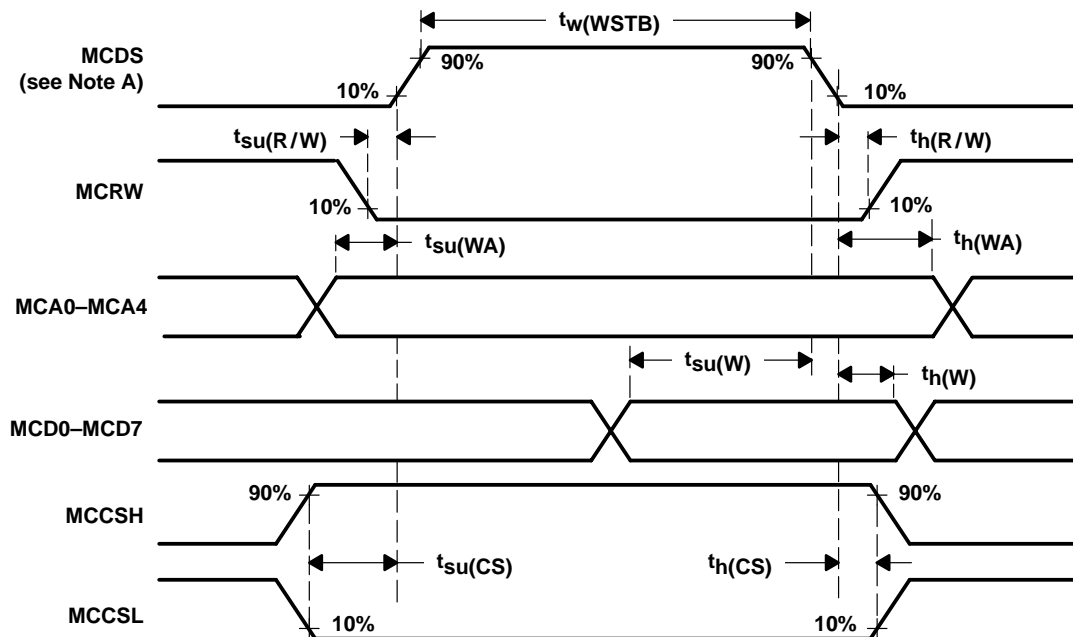 tw(WSTB)
MCDS
(see Note A)
90%
90%
10%
10%
tsu(R/W)
th(R/W)
MCRW
10%
10%
tsu(WA)
th(WA)
MCA0–MCA4
tsu(W)
th(W)
MCD0–MCD7
90%
90%
MCCSH
tsu(CS)
th(CS)
MCCSL
10%
10%